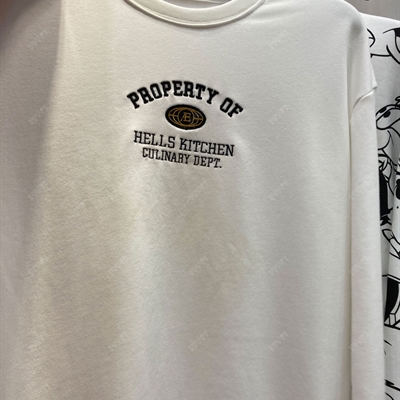 PROPERTY OF
Æ
HELLS KITCHEN
CULINARY DEPT.